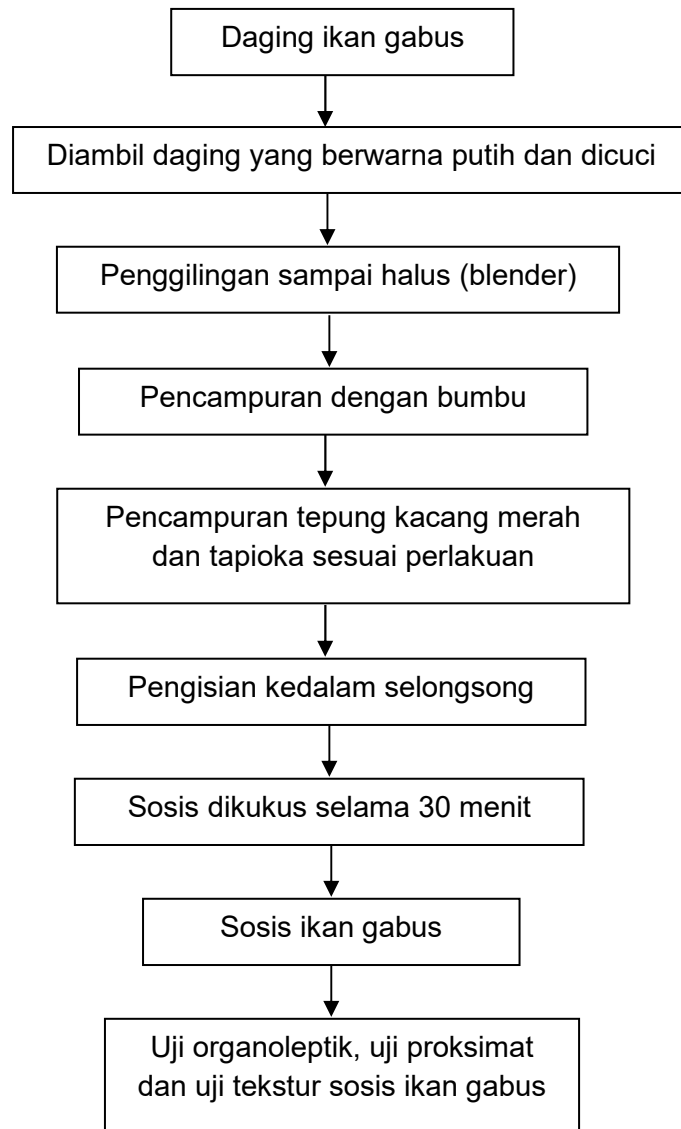 Daging ikan gabus
Diambil daging yang berwarna putih dan dicuci
Penggilingan sampai halus (blender)
Pencampuran dengan bumbu
Pencampuran tepung kacang merah
dan tapioka sesuai perlakuan
Pengisian kedalam selongsong
Sosis dikukus selama 30 menit
Sosis ikan gabus
Uji organoleptik, uji proksimat
dan uji tekstur sosis ikan gabus